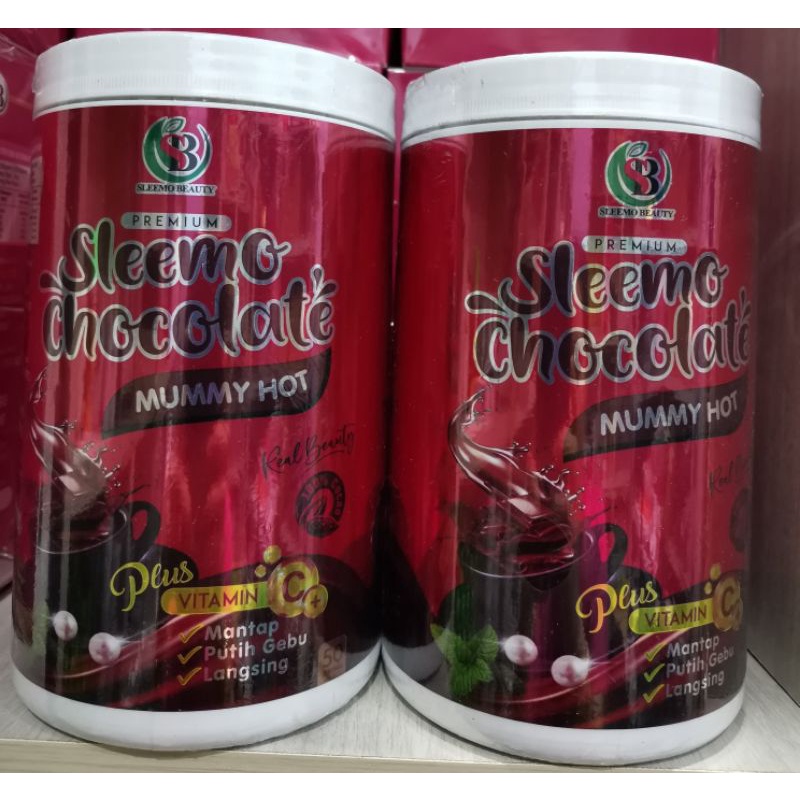 SB
SLEEMO BEAUTY
PREMIUM
Sleemo
Chocolate
MUMMY HOT
Real Beauty
Plus
VITAMIN C+
Mantap
Putih Gebu
Langsing
SB
SLEEMO BEAUTY
PREMIUM
Sleemo
Chocolate
MUMMY HOT
Real
Plus
VITAMIN C
Mantap
Putih Gebu
Langsing